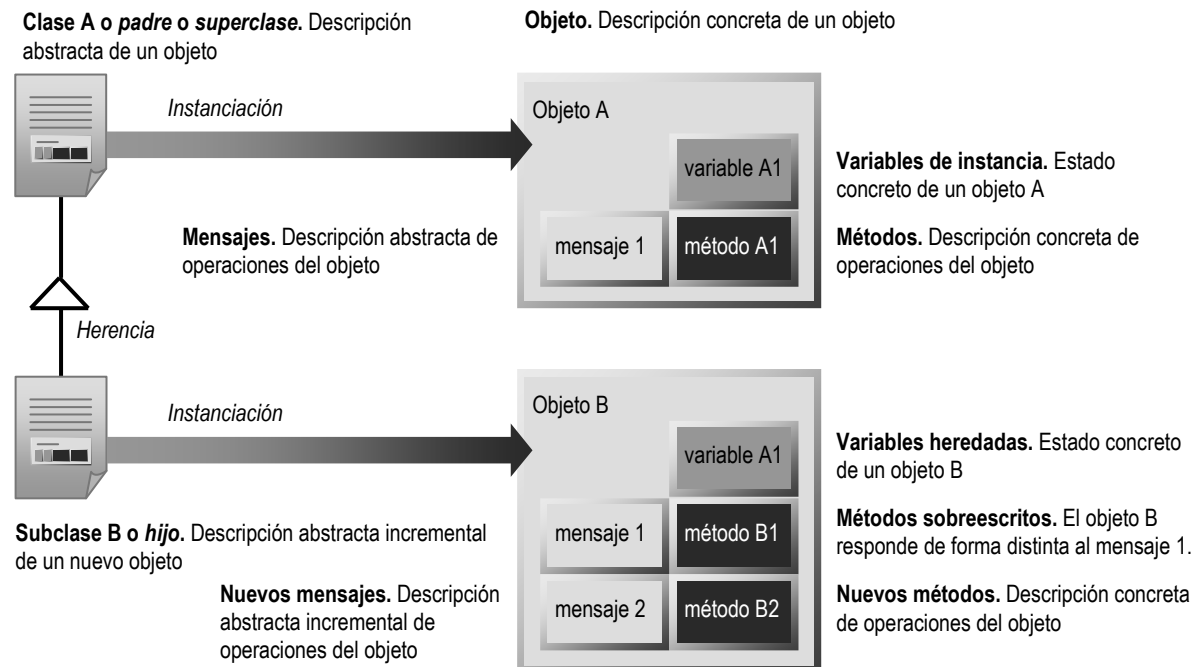 Clase A o padre o superclase. Descripción
abstracta de un objeto
Objeto. Descripción concreta de un objeto
Instanciación
Objeto A
variable A1
mensaje 1
método A1
Variables de instancia. Estado
concreto de un objeto A
Mensajes. Descripción abstracta de
operaciones del objeto
Métodos. Descripción concreta de
operaciones del objeto
Herencia
Instanciación
Objeto B
variable A1
mensaje 1
método B1
mensaje 2
método B2
Variables heredadas. Estado concreto
de un objeto B
Subclase B o hijo. Descripción abstracta incremental
de un nuevo objeto
Métodos sobreescritos. El objeto B
responde de forma distinta al mensaje 1.
Nuevos mensajes. Descripción
abstracta incremental de
operaciones del objeto
Nuevos métodos. Descripción concreta
de operaciones del objeto